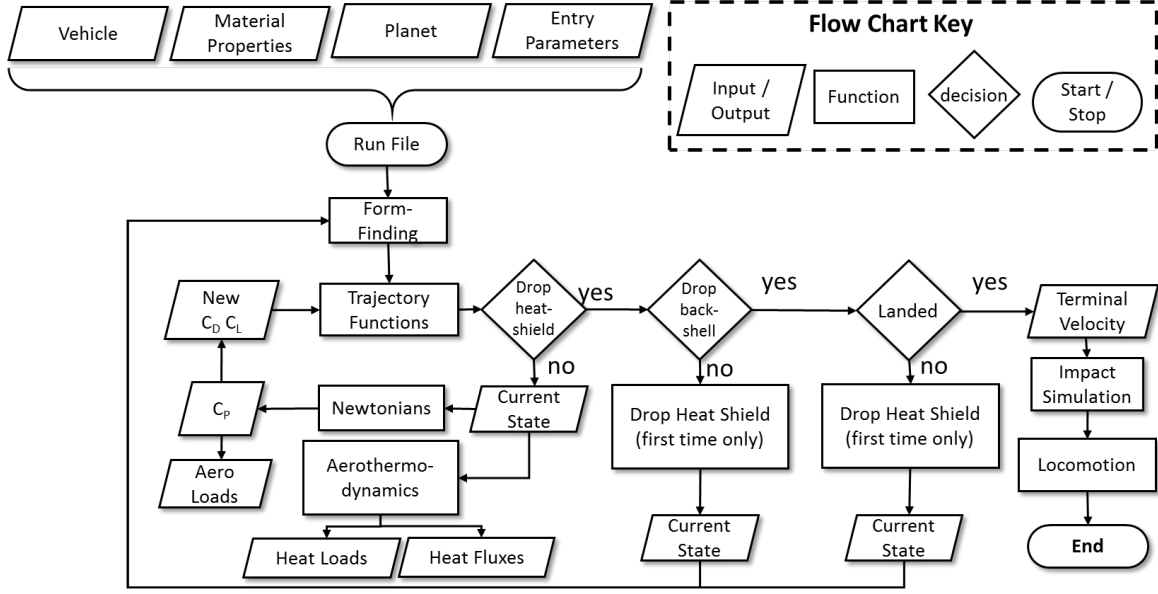 Vehicle
Material
Properties
Planet
Entry
Parameters
Flow Chart Key
Input /
Output
Function
decision
Start /
Stop
Run File
Form-
Finding
New
C_D C_L
Trajectory
Functions
Drop
heat-
shield
yes
Drop
back-
shell
yes
Landed
yes
Terminal
Velocity
no
no
no
C_P
Newtonians
Current
State
Drop Heat Shield
(first time only)
Drop Heat Shield
(first time only)
Impact
Simulation
Aero
Loads
Aerothermo-
dynamics
Locomotion
Heat Loads
Heat Fluxes
Current
State
Current
State
End